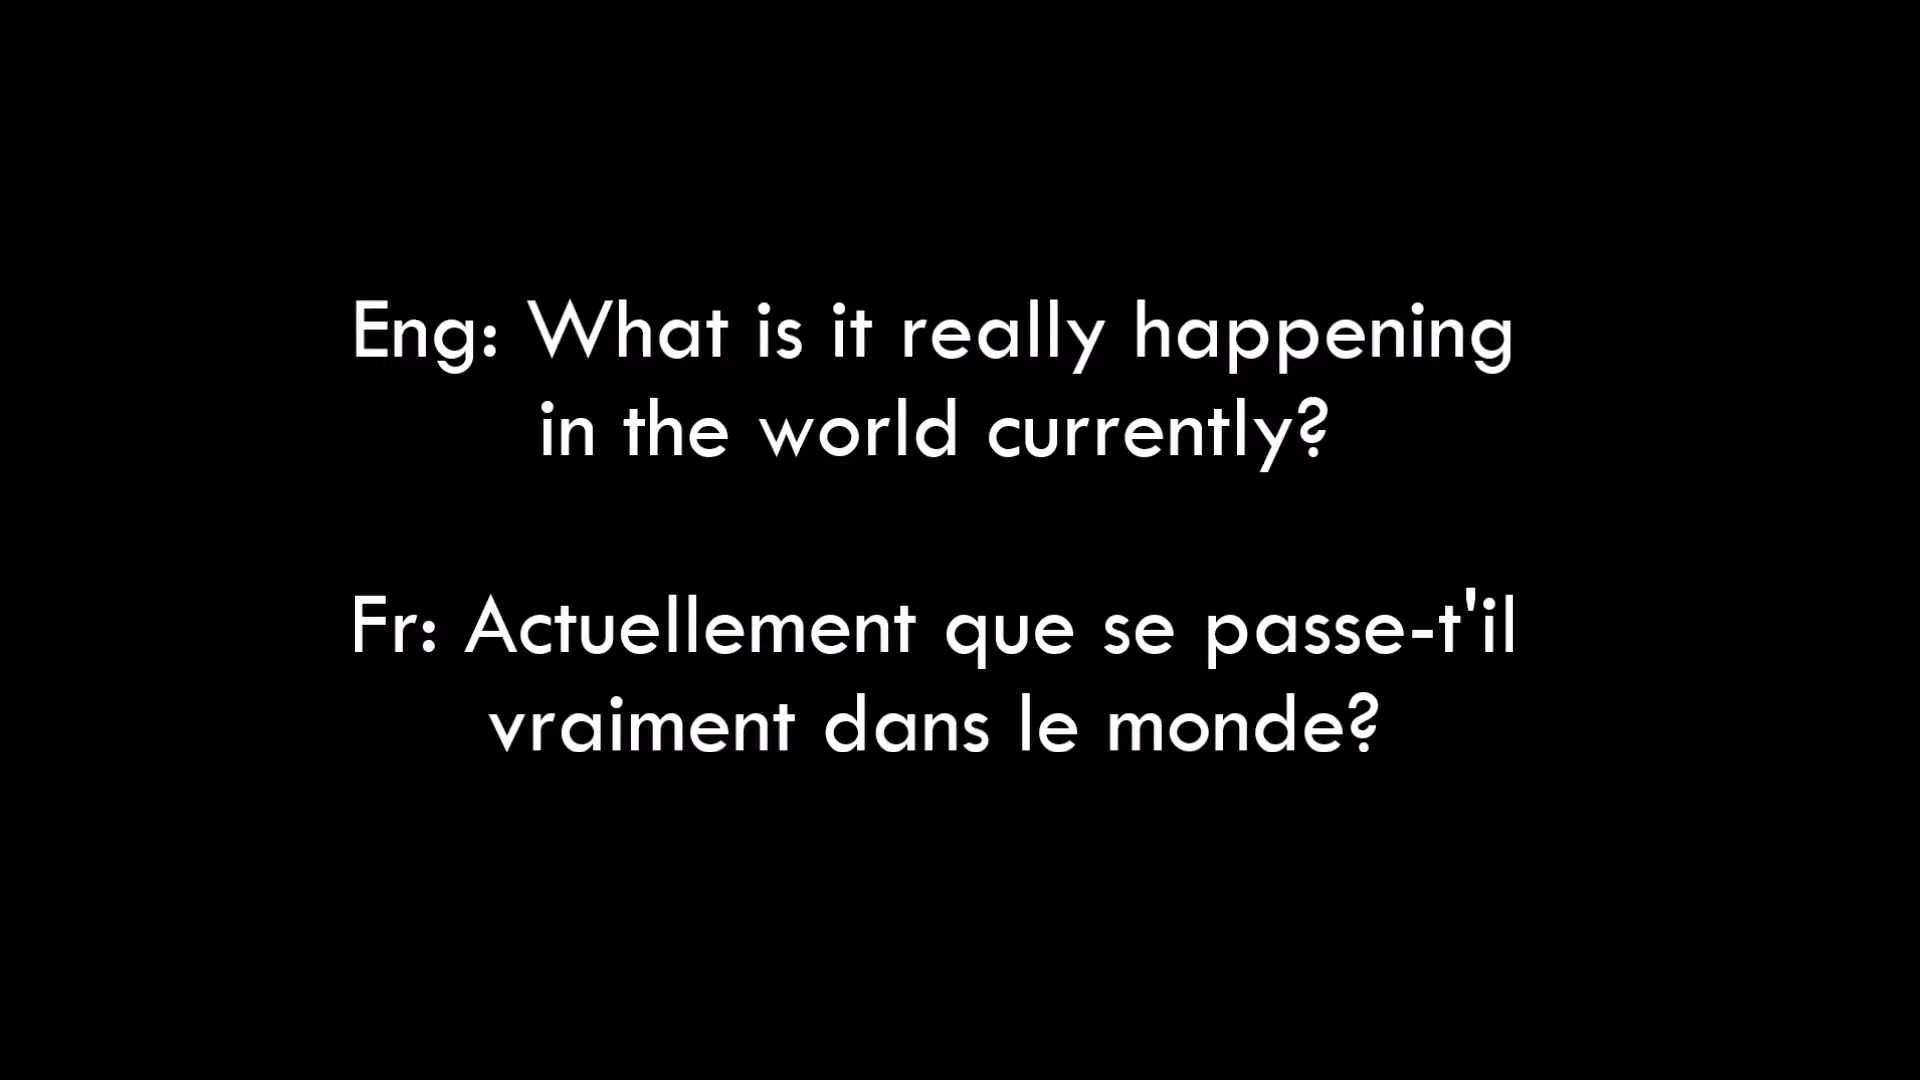 Eng: What is it really happening
in the world currently?
Fr: Actuellement que se passe-t'il
vraiment dans le monde?